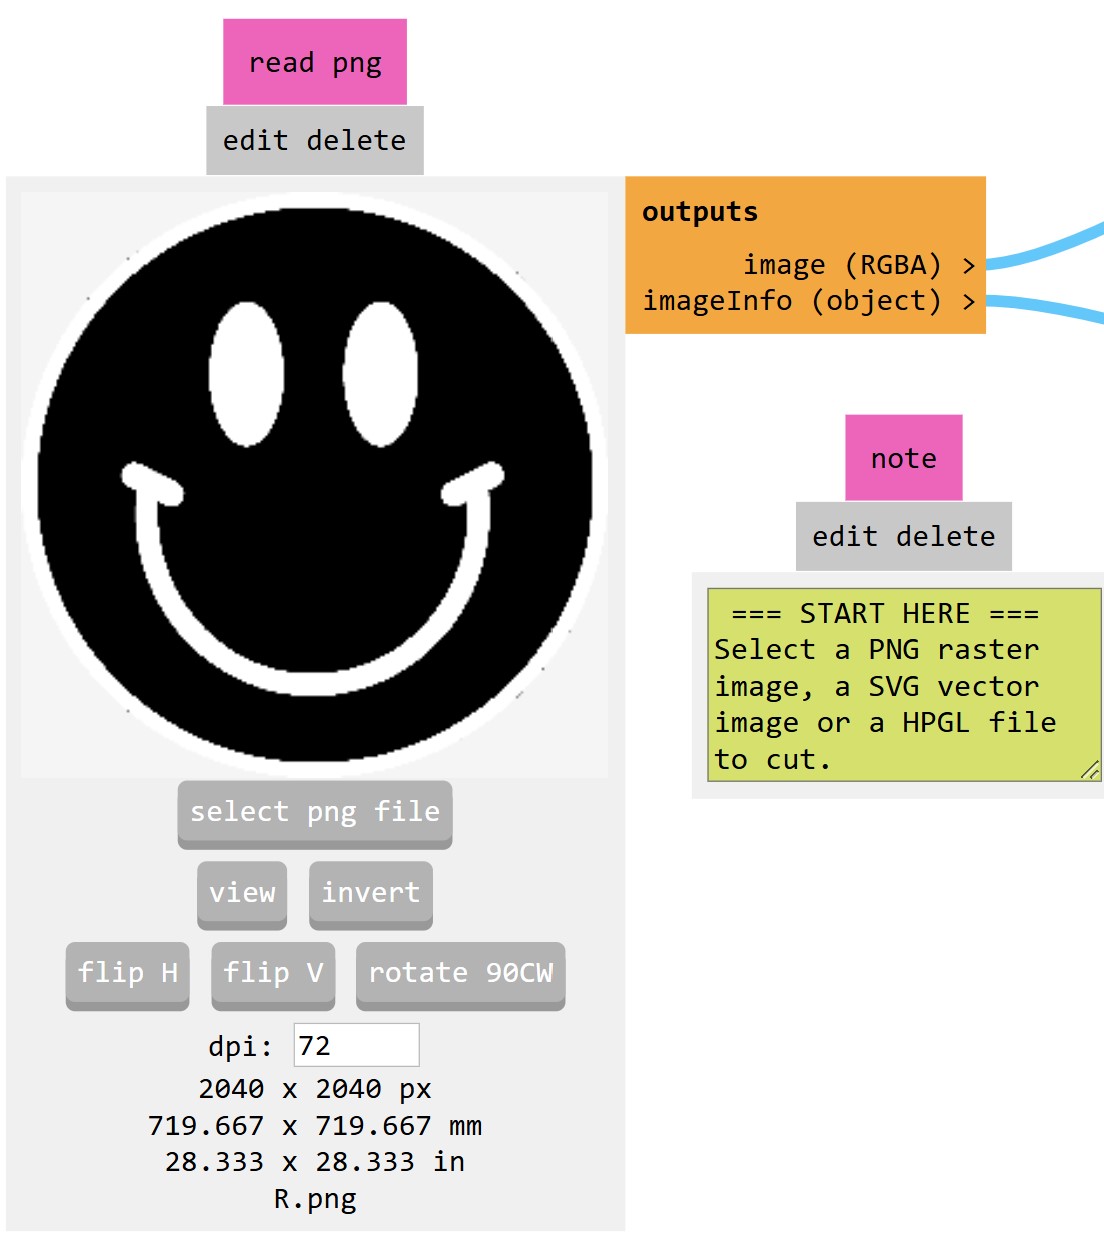 read png
edit delete
outputs
image (RGBA) >
imageInfo (object) >
note
edit delete
=== START HERE ===
Select a PNG raster
image, a SVG vector
image or a HPGL file
to cut.
select png file
view invert
flip H flip V rotate 90CW
dpi: 72
2040 x 2040 px
719.667 x 719.667 mm
28.333 x 28.333 in
R.png